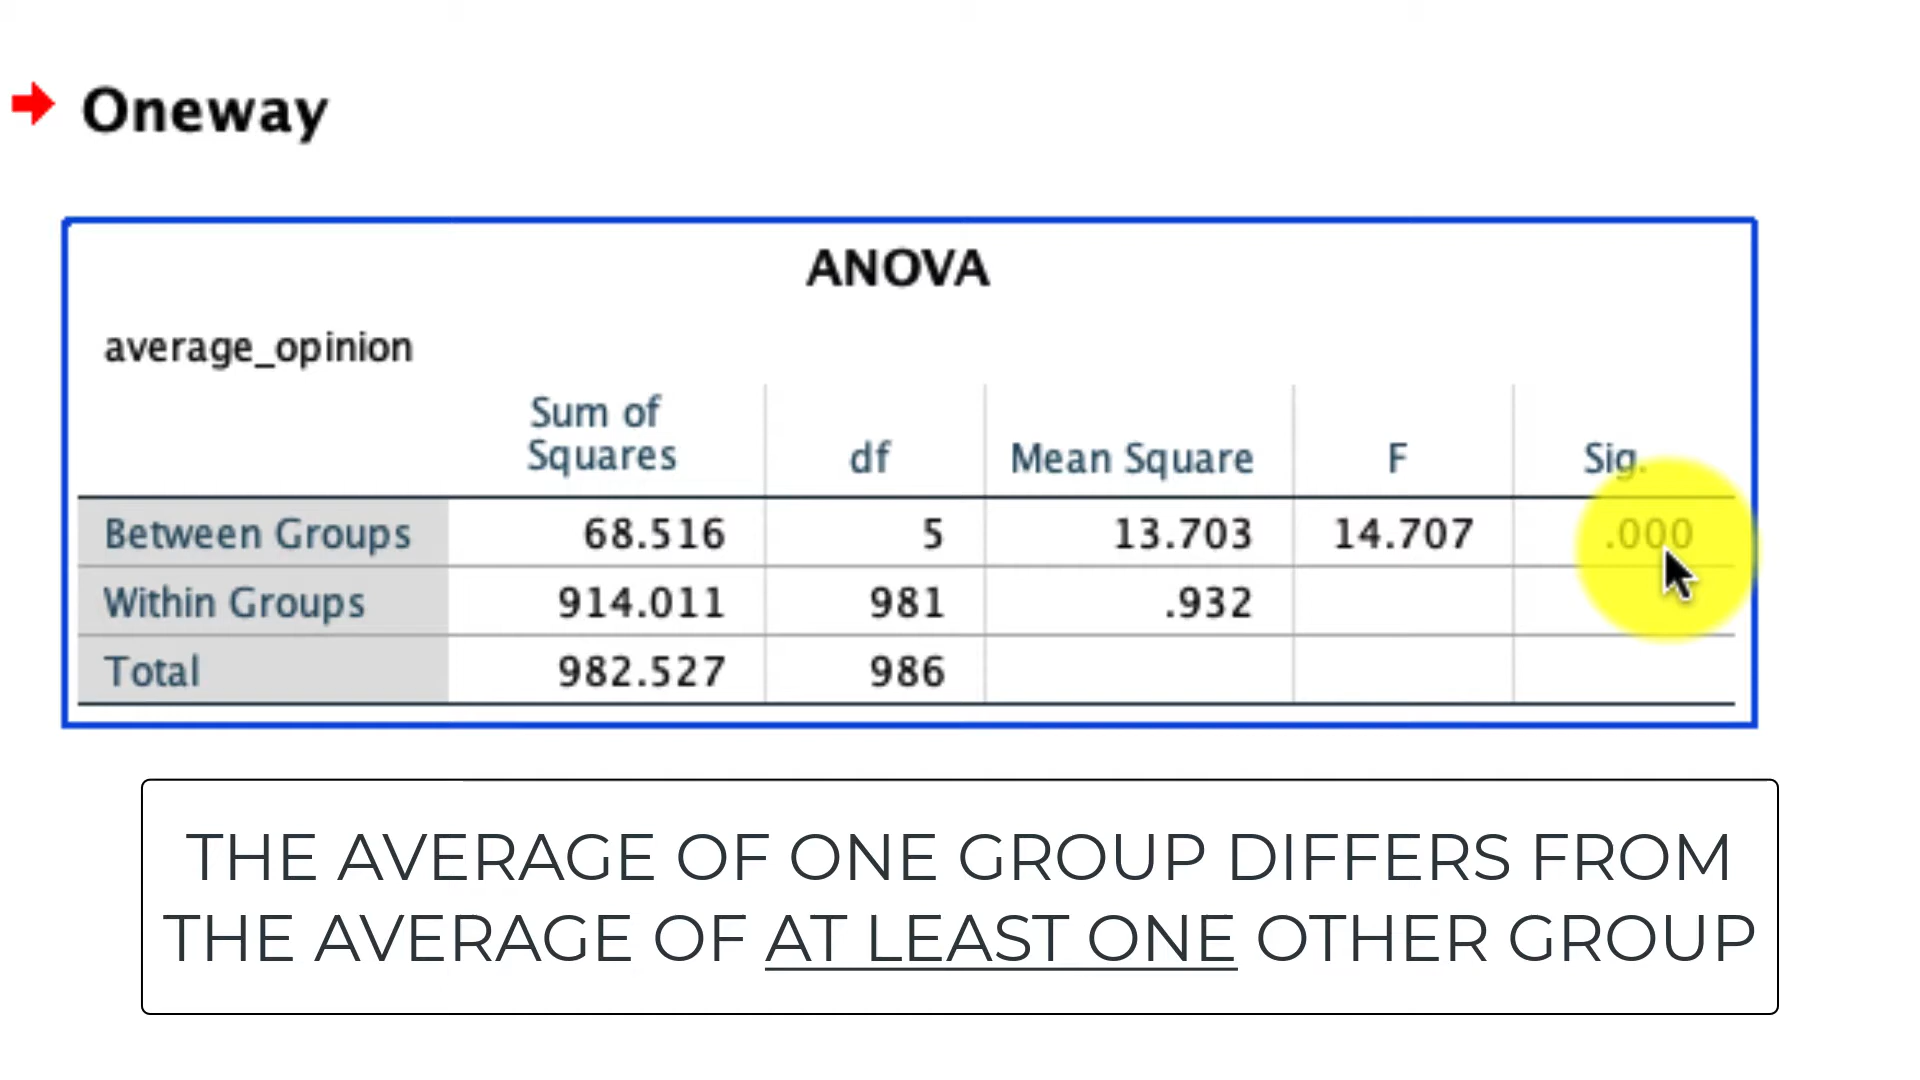 Oneway
ANOVA
average_opinion
Sum of
Squares df Mean Square F Sig.
Between Groups 68.516 5 13.703 14.707 .000
Within Groups 914.011 981 .932
Total 982.527 986
THE AVERAGE OF ONE GROUP DIFFERS FROM
THE AVERAGE OF AT LEAST ONE OTHER GROUP